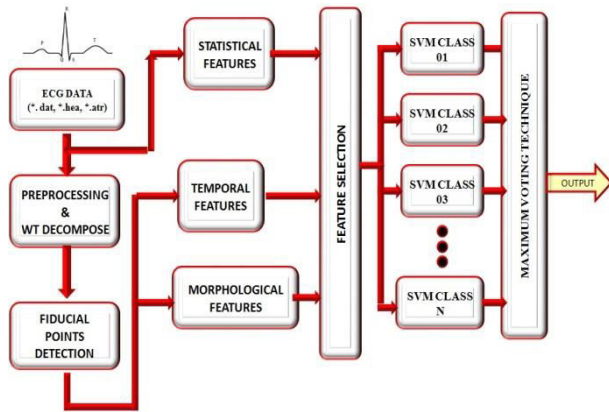 R
P
T
Q
S
ECG DATA
(*. dat, *.hea, *.atr)
PREPROCESSING
&
WT DECOMPOSE
FIDUCIAL
POINTS
DETECTION
STATISTICAL
FEATURES
TEMPORAL
FEATURES
MORPHOLOGICAL
FEATURES
FEATURE SELECTION
SVM CLASS
01
SVM CLASS
02
SVM CLASS
03
SVM CLASS
N
MAXIMUM VOTING TECHNIQUE
OUTPUT